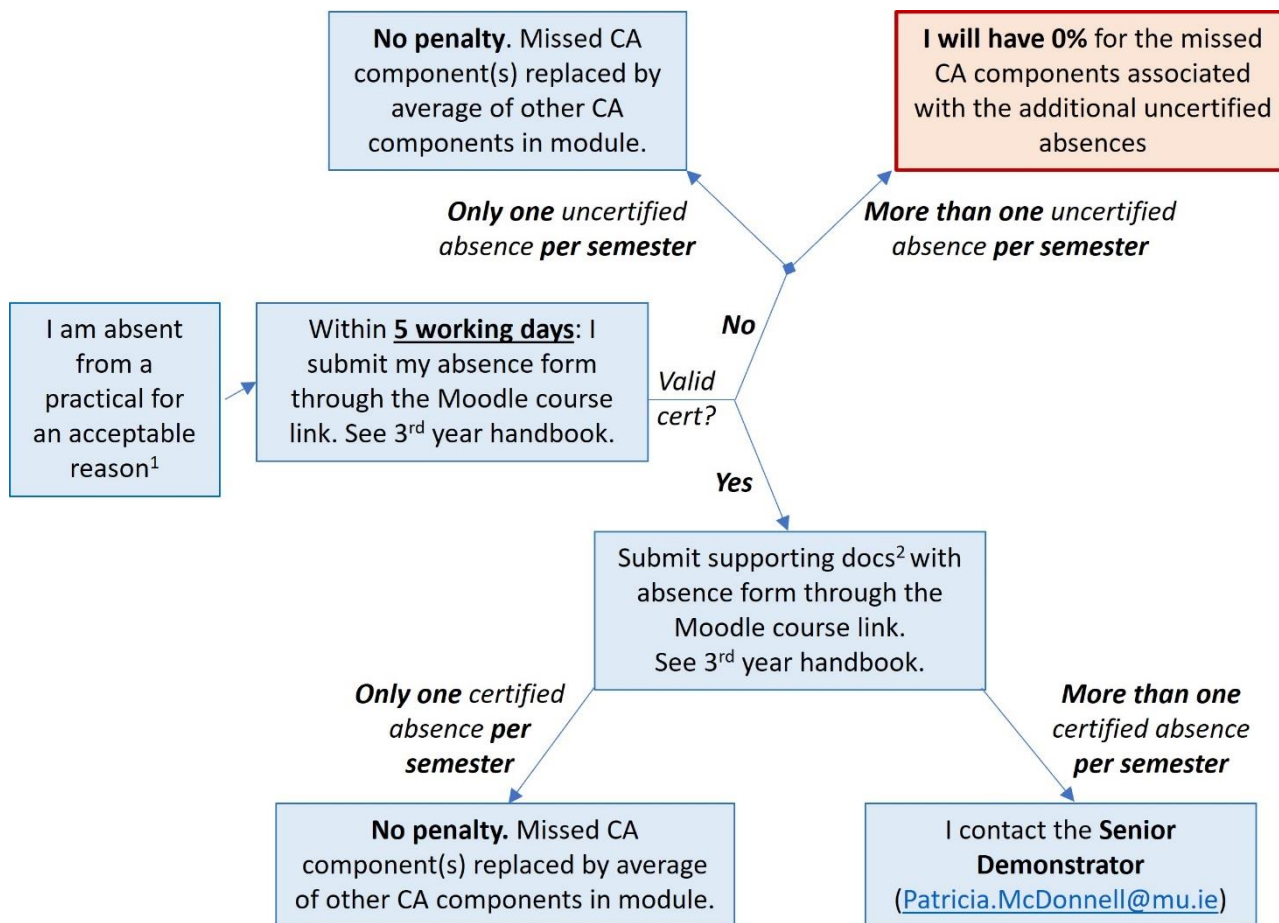 No penalty. Missed CA
component(s) replaced by
average of other CA
components in module.
I will have 0% for the missed
CA components associated
with the additional uncertified
absences
Only one uncertified
absence per semester
More than one uncertified
absence per semester
I am absent
from a
practical for
an acceptable
reason¹
Within 5 working days: I
submit my absence form
through the Moodle course
link. See 3rd year handbook.
Valid
cert?
No
Yes
Submit supporting docs² with
absence form through the
Moodle course link.
See 3rd year handbook.
Only one certified
absence per
semester
More than one
certified absence
per semester
No penalty. Missed CA
component(s) replaced by average
of other CA components in module.
I contact the Senior
Demonstrator
(Patricia.McDonnell@mu.ie)